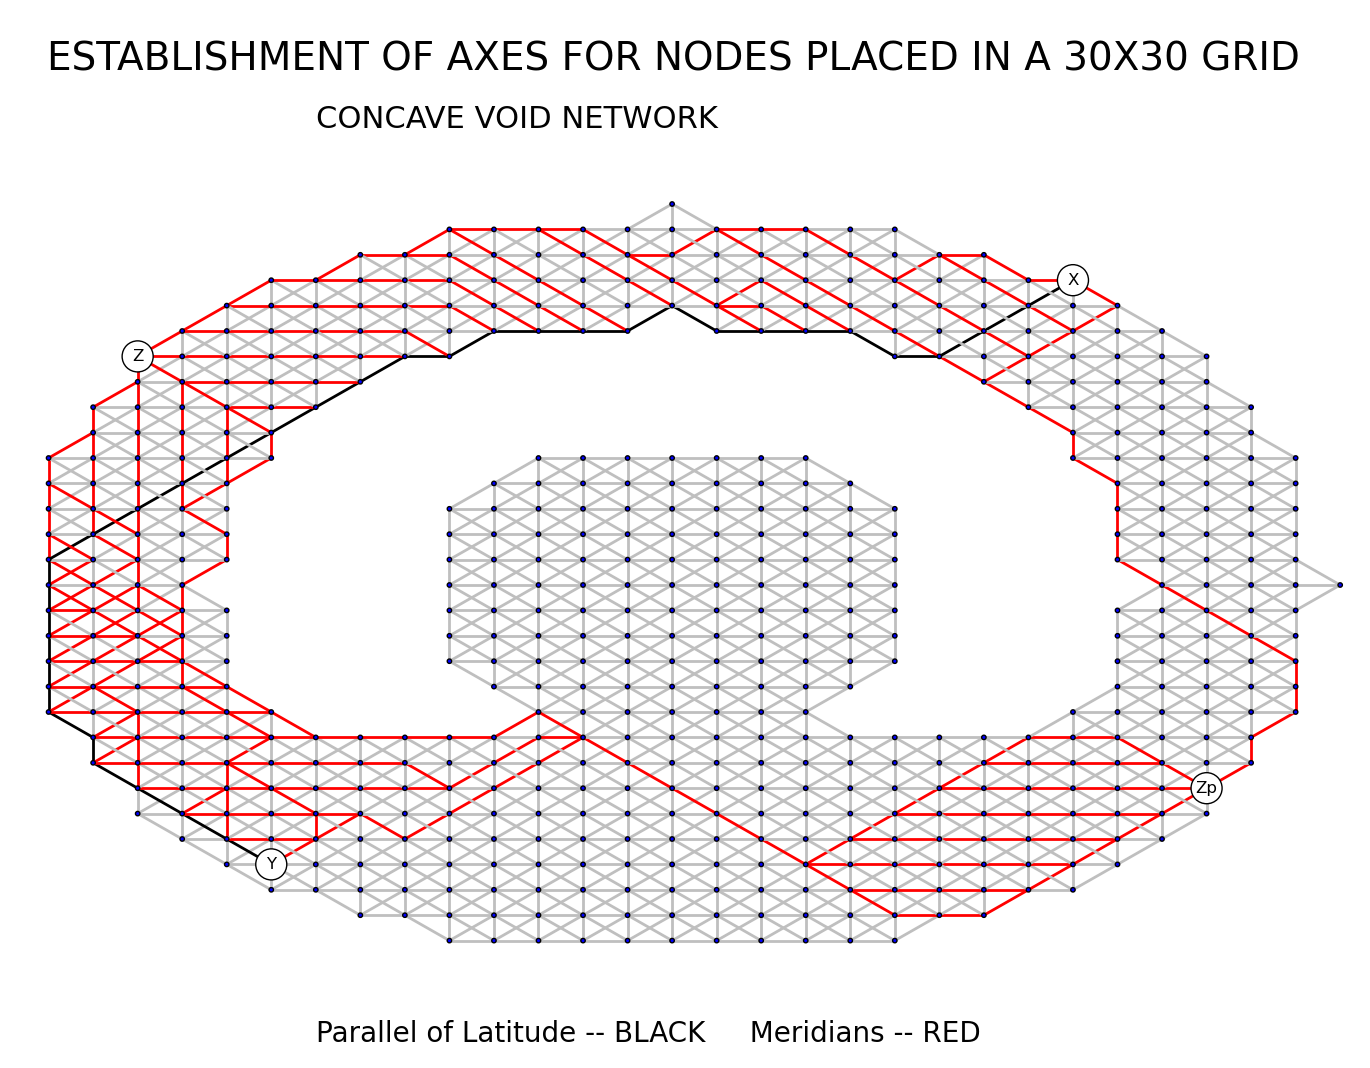 ESTABLISHMENT OF AXES FOR NODES PLACED IN A 30X30 GRID
CONCAVE VOID NETWORK
X
Z
Zp
Y
Parallel of Latitude -- BLACK Meridians -- RED